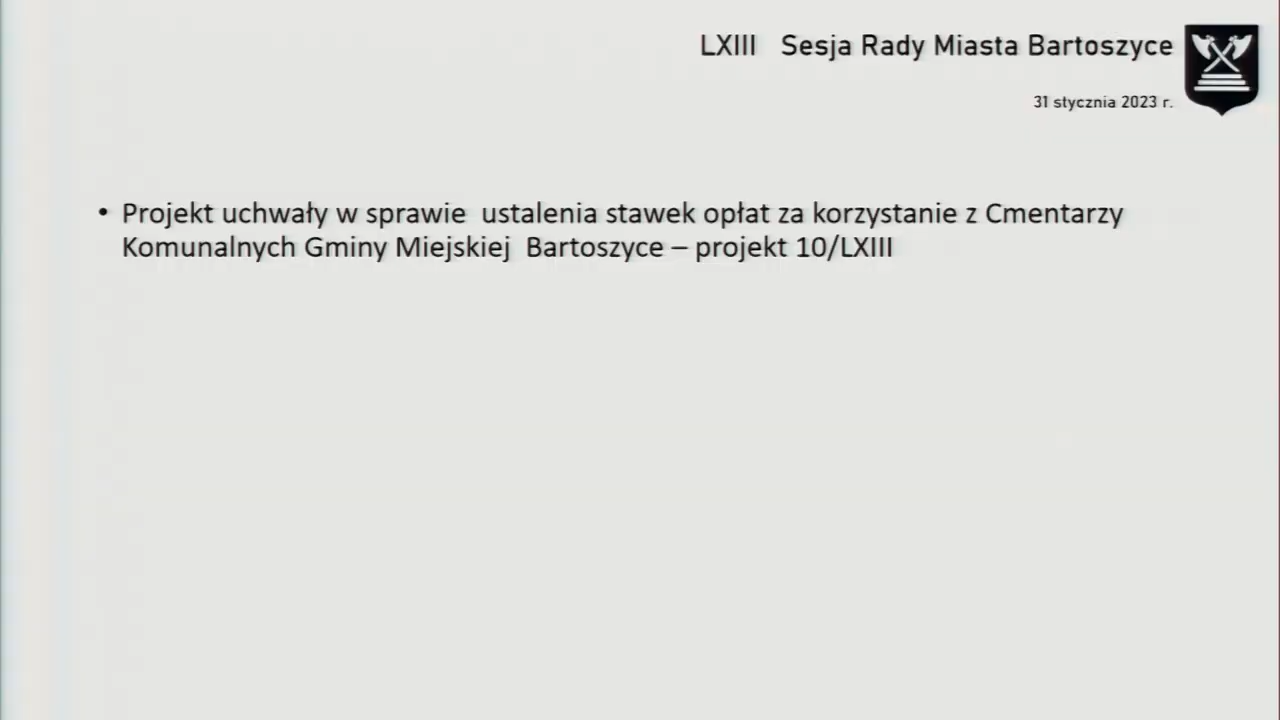 LXIII Sesja Rady Miasta Bartoszyce
31 stycznia 2023 r.
• Projekt uchwały w sprawie ustalenia stawek opłat za korzystanie z Cmentarzy
Komunalnych Gminy Miejskiej Bartoszyce – projekt 10/LXIII